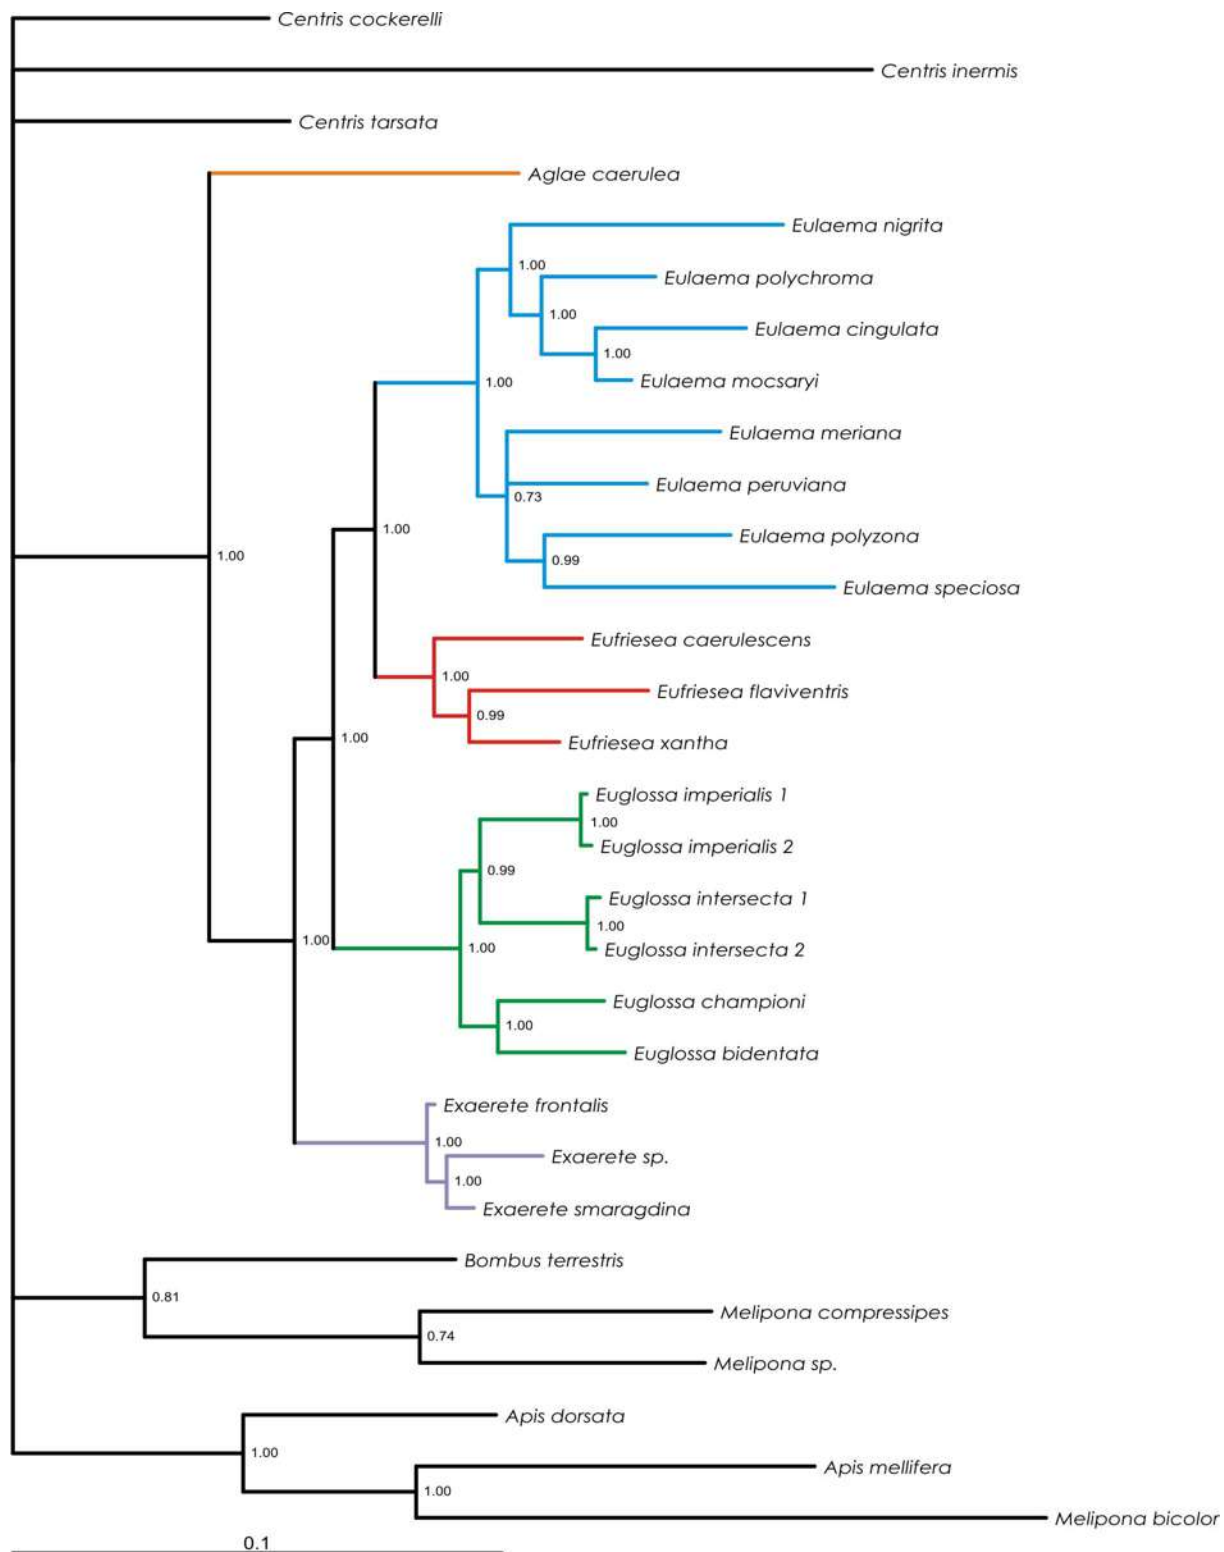 Centris cockerelli
Centris inermis
Centris tarsata
Aglae caerulea
Eulaema nigrita
1.00
Eulaema polychroma
1.00
Eulaema cingulata
1.00
Eulaema mocsaryi
1.00
Eulaema meriana
Eulaema peruviana
0.73
1.00
Eulaema polyzona
1.00
0.99
Eulaema speciosa
Eufriesea caerulescens
1.00
Eufriesea flaviventris
0.99
1.00
Eufriesea xantha
Euglossa imperialis 1
1.00
Euglossa imperialis 2
0.99
Euglossa intersecta 1
1.00
1.00
1.00
Euglossa intersecta 2
Euglossa championi
1.00
Euglossa bidentata
Exaerete frontalis
1.00
Exaerete sp.
1.00
Exaerete smaragdina
Bombus terrestris
0.81
Melipona compressipes
0.74
Melipona sp.
Apis dorsata
1.00
Apis mellifera
1.00
Melipona bicolor
0.1